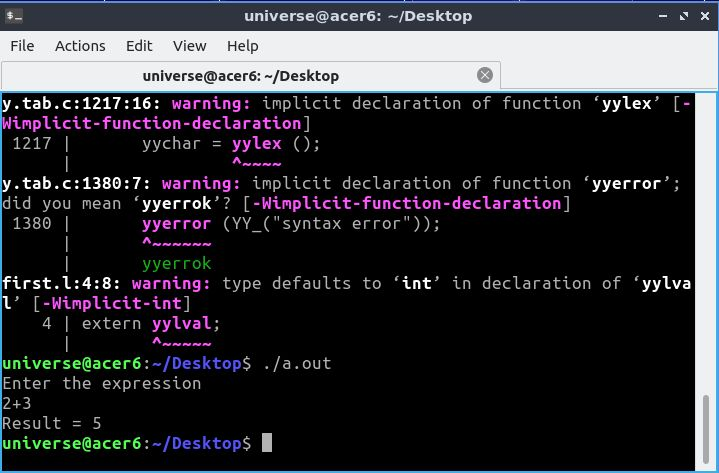 universe@acer6: ~/Desktop
File Actions Edit View Help
universe@acer6: ~/Desktop
y.tab.c:1217:16: warning: implicit declaration of function ‘yylex’ [-
Wimplicit-function-declaration]
 1217 |       yychar = yylex ();
      |                ^~~~~
y.tab.c:1380:7: warning: implicit declaration of function ‘yyerror’;
did you mean ‘yyerrok’? [-Wimplicit-function-declaration]
 1380 |       yyerror (YY_("syntax error"));
      |       ^~~~~~~
      |       yyerrok
first.l:4:8: warning: type defaults to ‘int’ in declaration of ‘yylva
l’ [-Wimplicit-int]
    4 | extern yylval;
      |        ^~~~~~
universe@acer6:~/Desktop$ ./a.out
Enter the expression
2+3
Result = 5
universe@acer6:~/Desktop$